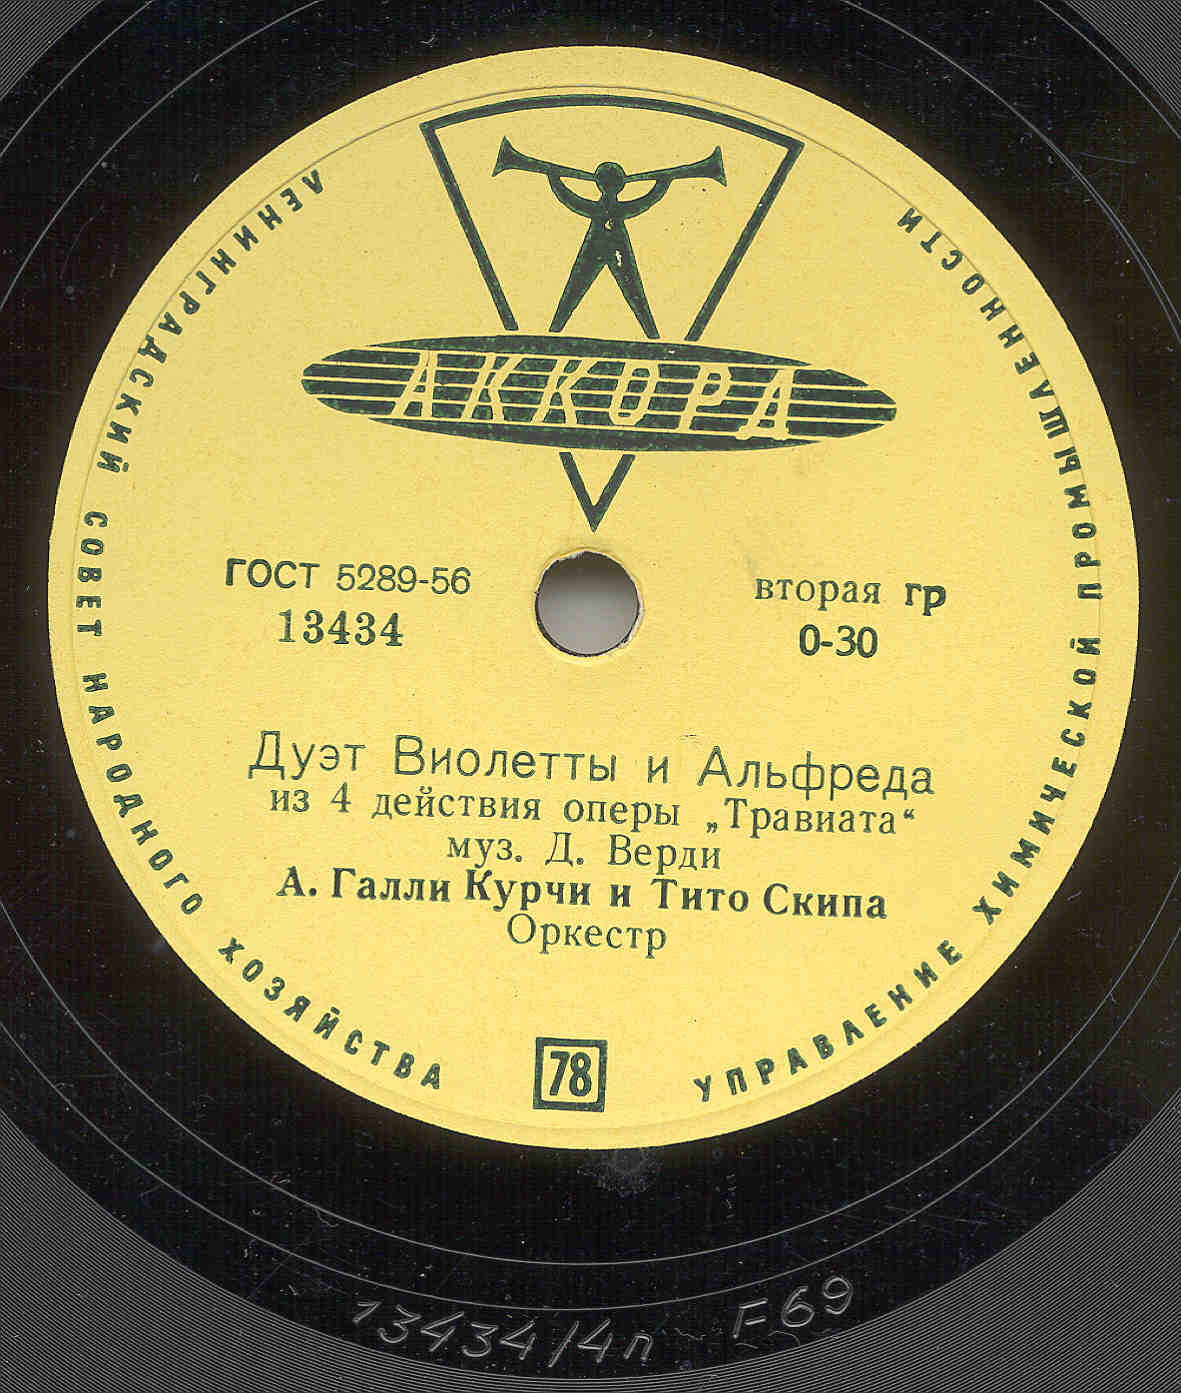 ЛЕНИНГРАДСКИЙ СОВЕТ НАРОДНОГО ХОЗЯЙСТВА
УПРАВЛЕНИЕ ХИМИЧЕСКОЙ ПРОМЫШЛЕННОСТИ
АККОРД
ГОСТ 5289-56
13434
вторая гр
0-30
Дуэт Виолетты и Альфреда
из 4 действия оперы „Травиата“
муз. Д. Верди
А. Галли Курчи и Тито Скипа
Оркестр
78
13434/4п F69